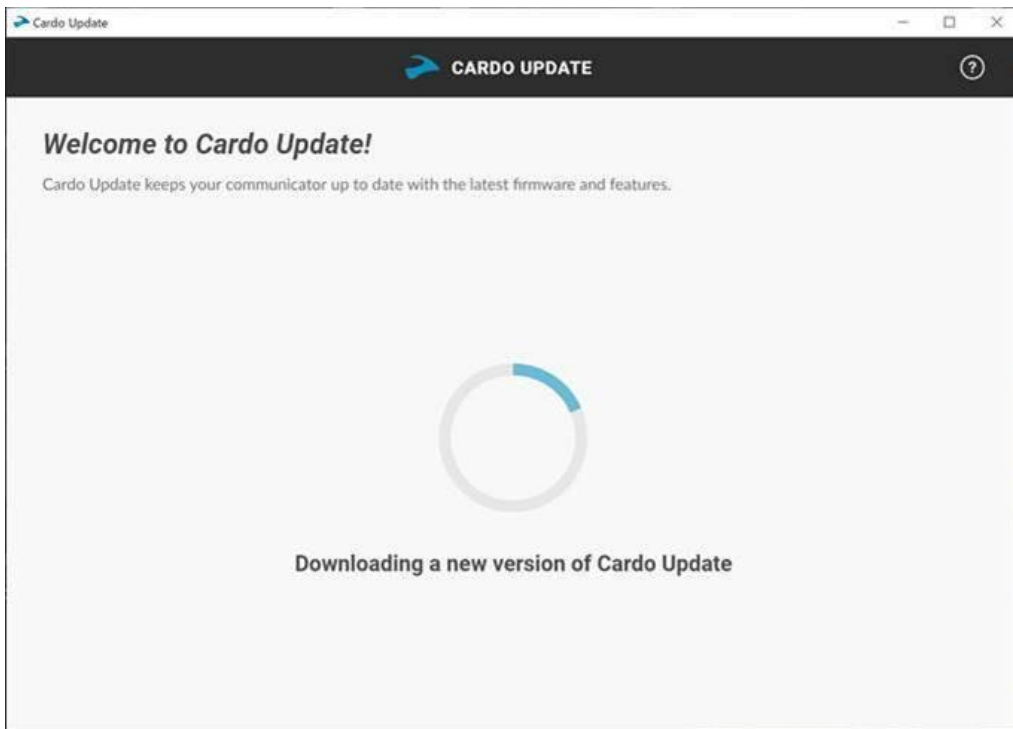 Cardo Update
CARDO UPDATE
?
Welcome to Cardo Update!
Cardo Update keeps your communicator up to date with the latest firmware and features.
Downloading a new version of Cardo Update